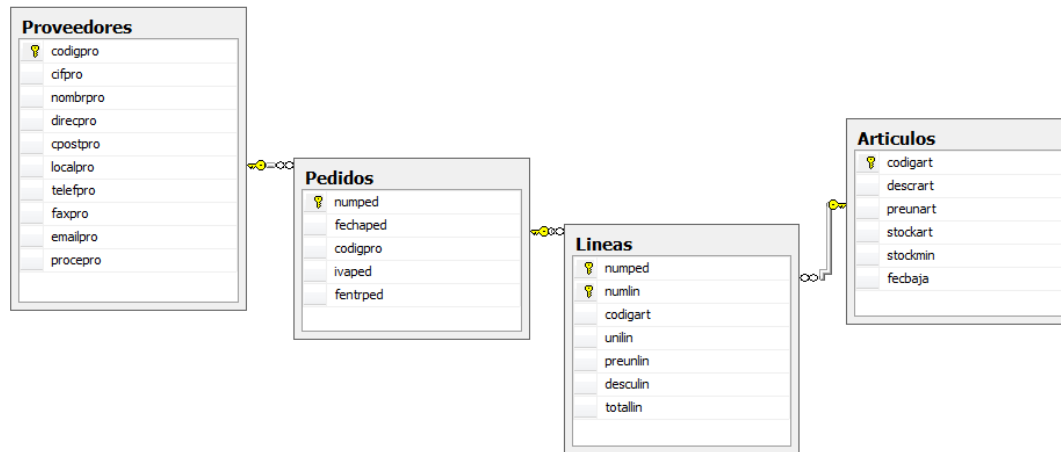 Proveedores
codigpro
cifpro
nombrpro
direcpro
cpostpro
localpro
telefpro
faxpro
emailpro
procepro
Pedidos
numped
fechaped
codigpro
ivaped
fentrped
Lineas
numped
numlin
codigart
unilin
preunlin
desculin
totallin
Articulos
codigart
descrart
preunart
stockart
stockmin
fecbaja